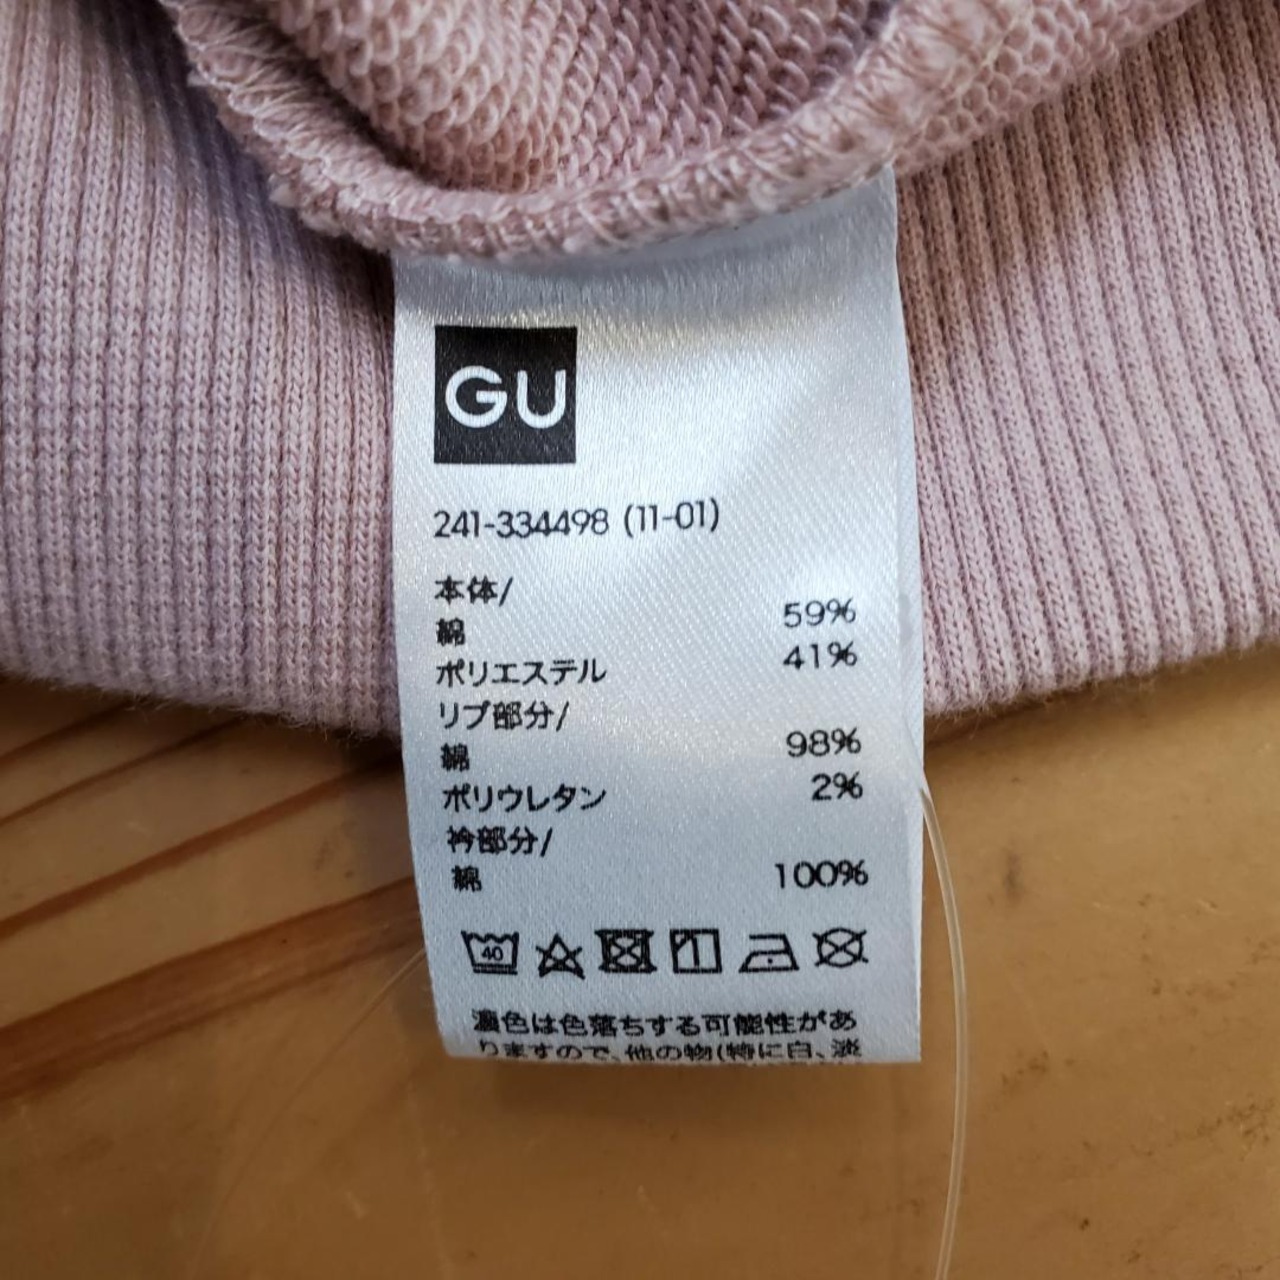 GU
241-334498 (11-01)
本体/
綿 59%
ポリエステル 41%
リブ部分/
綿 98%
ポリウレタン 2%
衿部分/
綿 100%
40
濃色は色落ちする可能性があ
りますので、他の物(特に白、淡